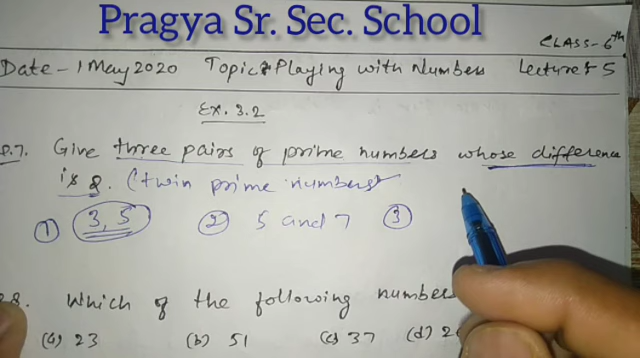 Pragya Sr. Sec. School
CLASS-6th
Date - 1 May 2020 Topic: Playing with Numbers Lecture 5
Ex. 3.2
Q.7. Give three pairs of prime numbers whose difference
is 2. (twin prime numbers)
① 3, 5 ② 5 and 7 ③
Q.8. Which of the following numbers
(a) 23 (b) 51 (c) 37 (d) 2